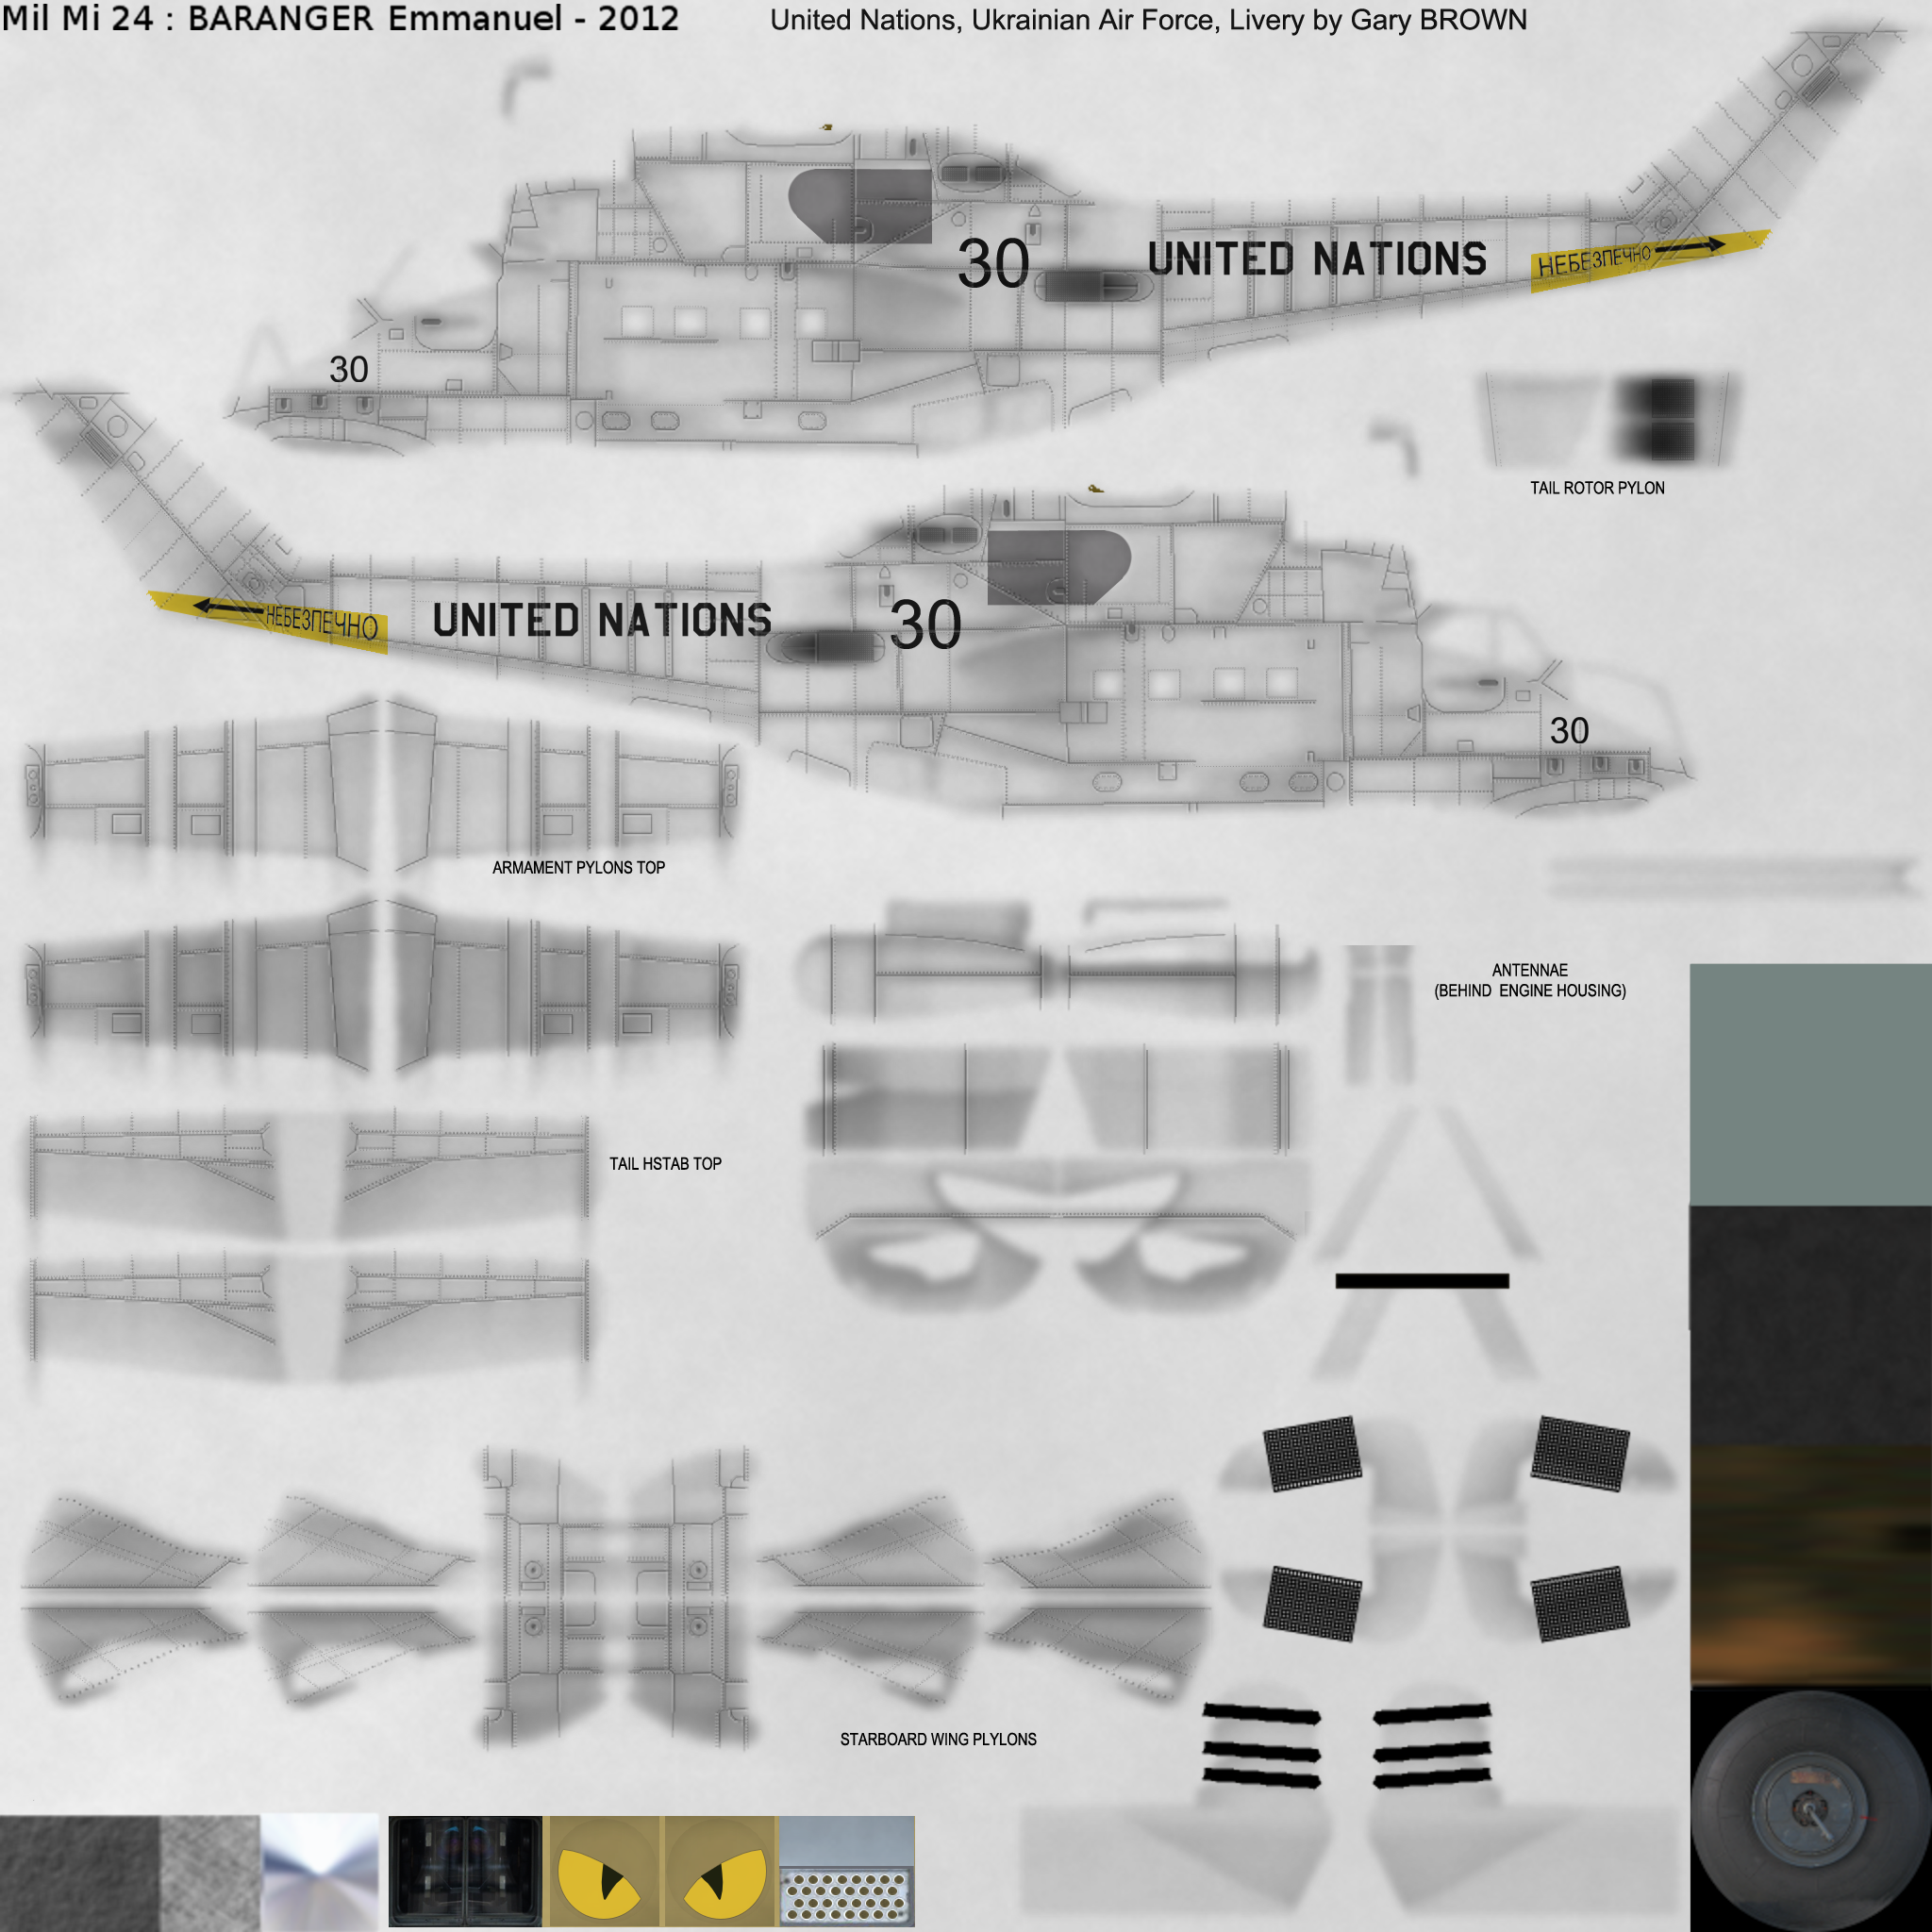 Mil Mi 24 : BARANGER Emmanuel - 2012
United Nations, Ukrainian Air Force, Livery by Gary BROWN
30
UNITED NATIONS
НЕБЕЗПЕЧНО
30
TAIL ROTOR PYLON
НЕБЕЗПЕЧНО
UNITED NATIONS
30
30
ARMAMENT PYLONS TOP
ANTENNAE
(BEHIND ENGINE HOUSING)
TAIL HSTAB TOP
STARBOARD WING PLYLONS